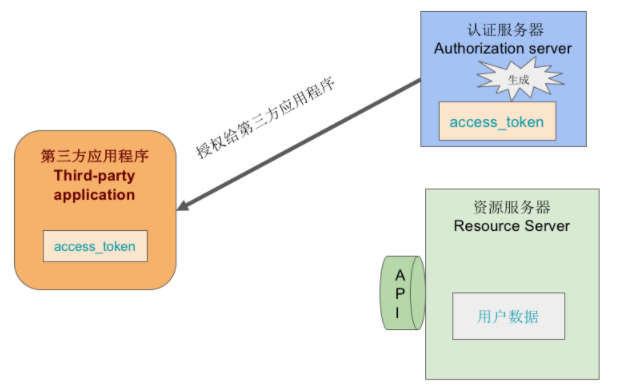 认证服务器
Authorization server
生成
access_token
授权给第三方应用程序
第三方应用程序
Third-party
application
access_token
资源服务器
Resource Server
A
P
I
用户数据